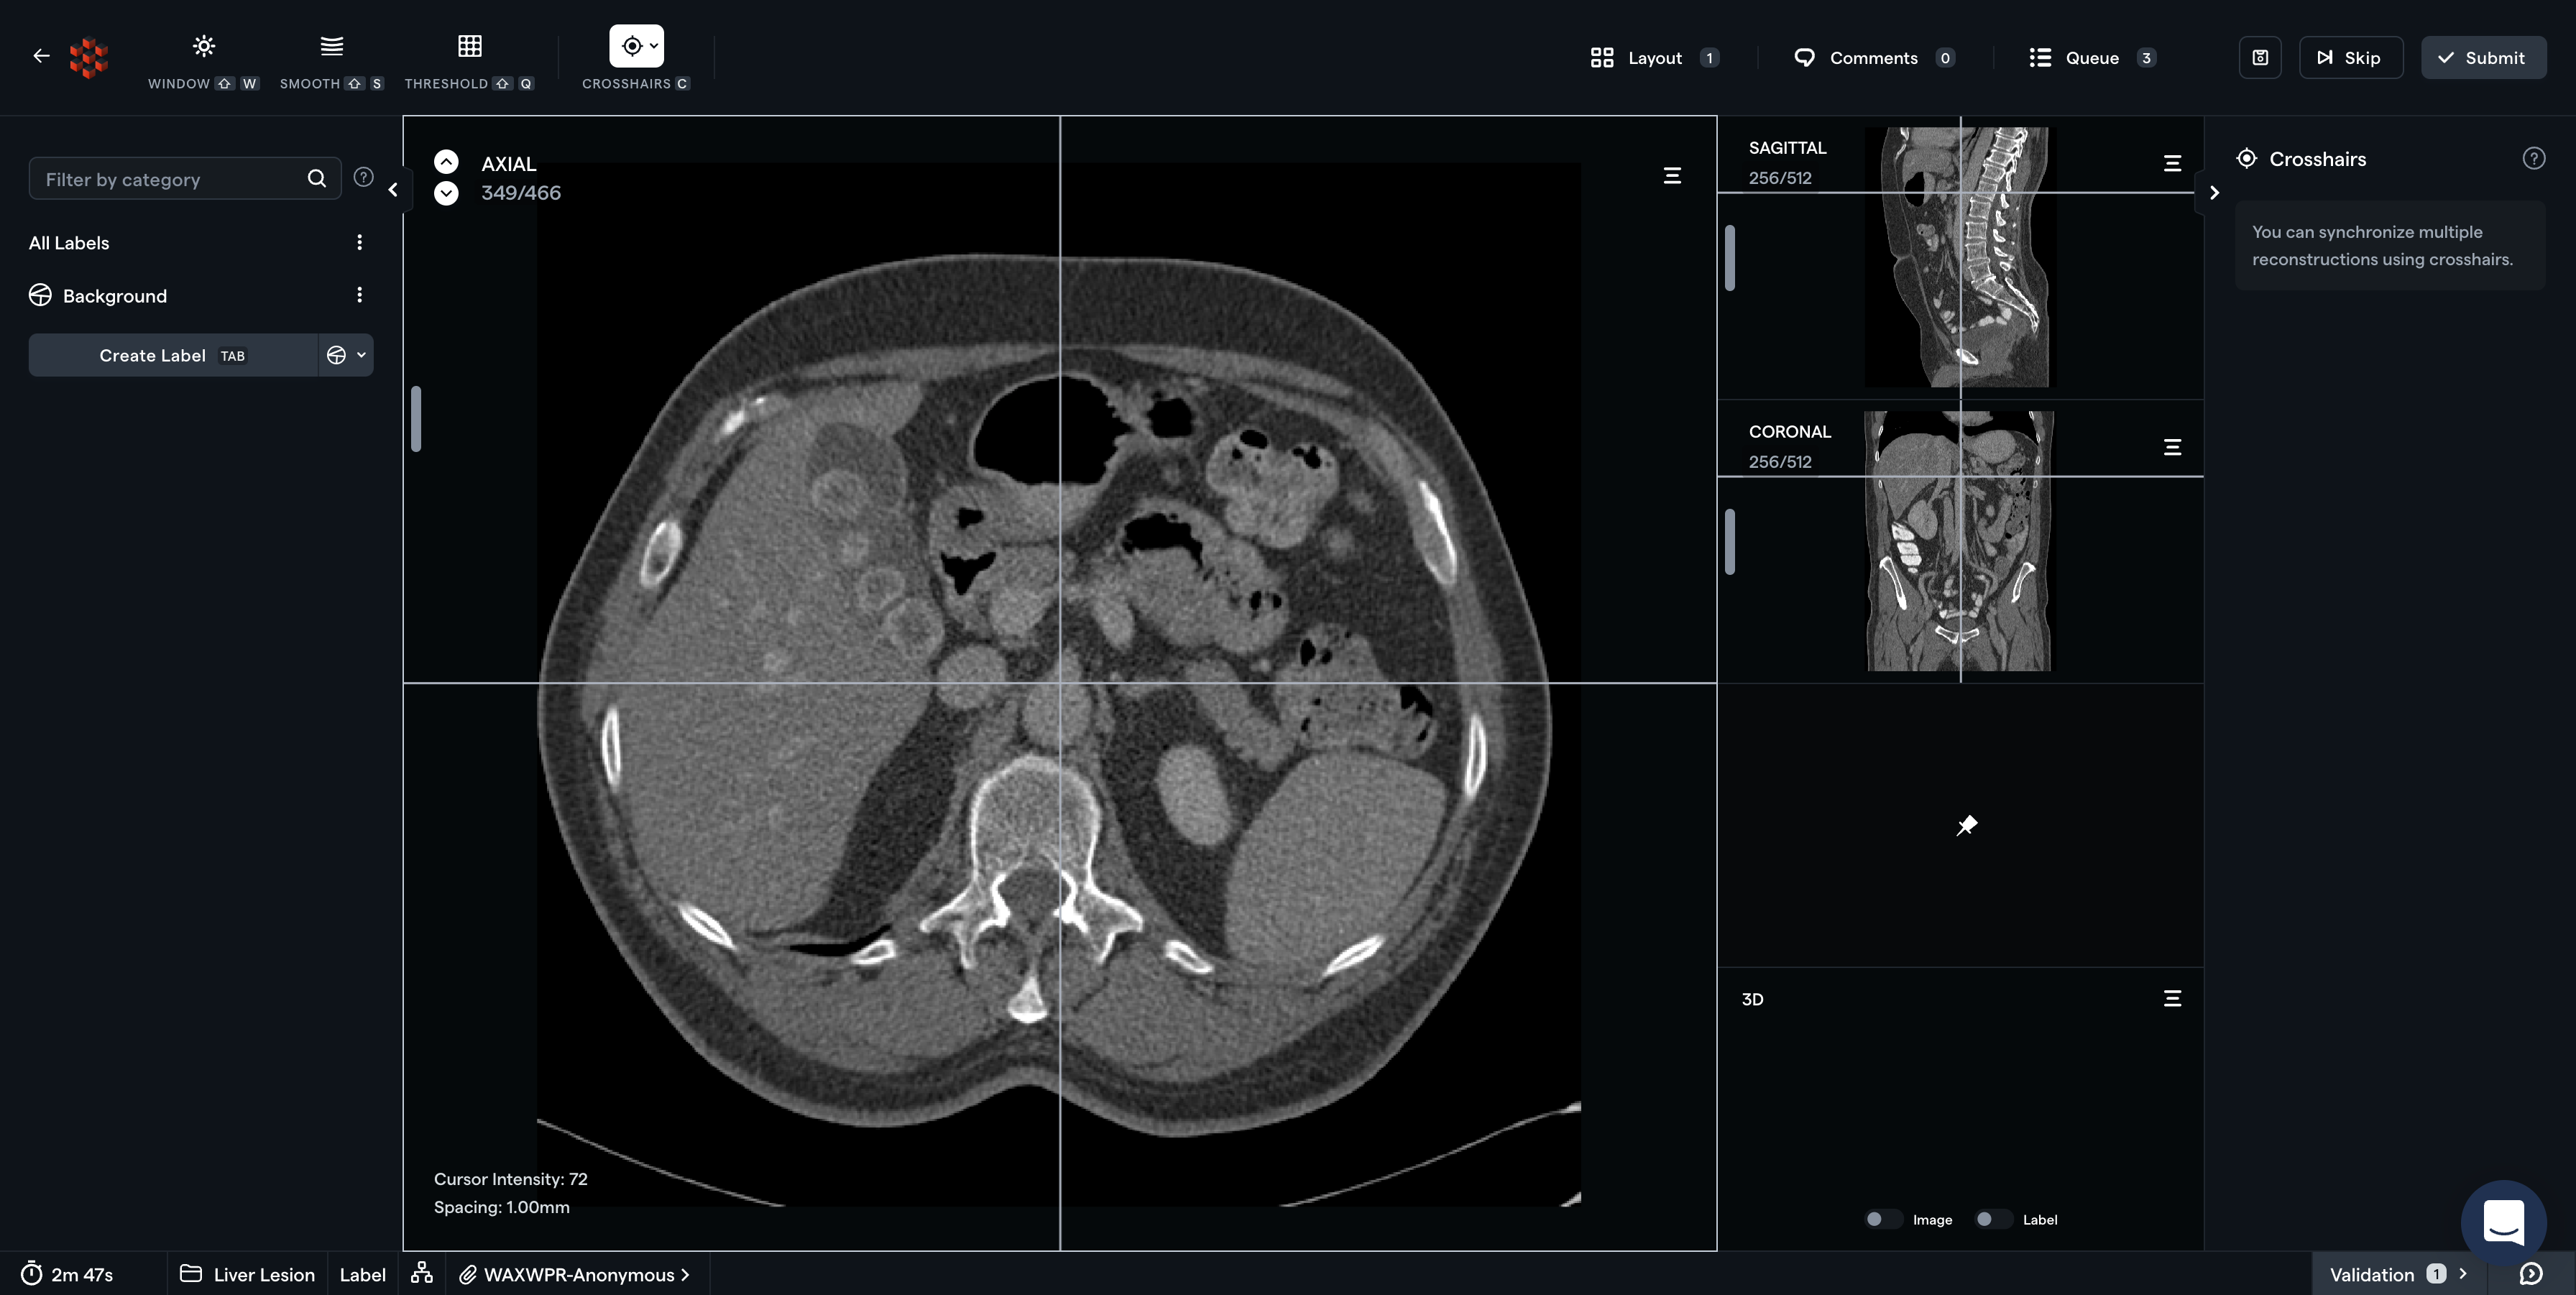 WINDOW W
SMOOTH S
THRESHOLD Q
CROSSHAIRS C
Layout 1
Comments 0
Queue 3
Skip
Submit
Filter by category
All Labels
Background
Create Label TAB
AXIAL
349/466
Cursor Intensity: 72
Spacing: 1.00mm
SAGITTAL
256/512
CORONAL
256/512
3D
Image
Label
Crosshairs
You can synchronize multiple
reconstructions using crosshairs.
2m 47s
Liver Lesion
Label
WAXWPR-Anonymous
Validation 1